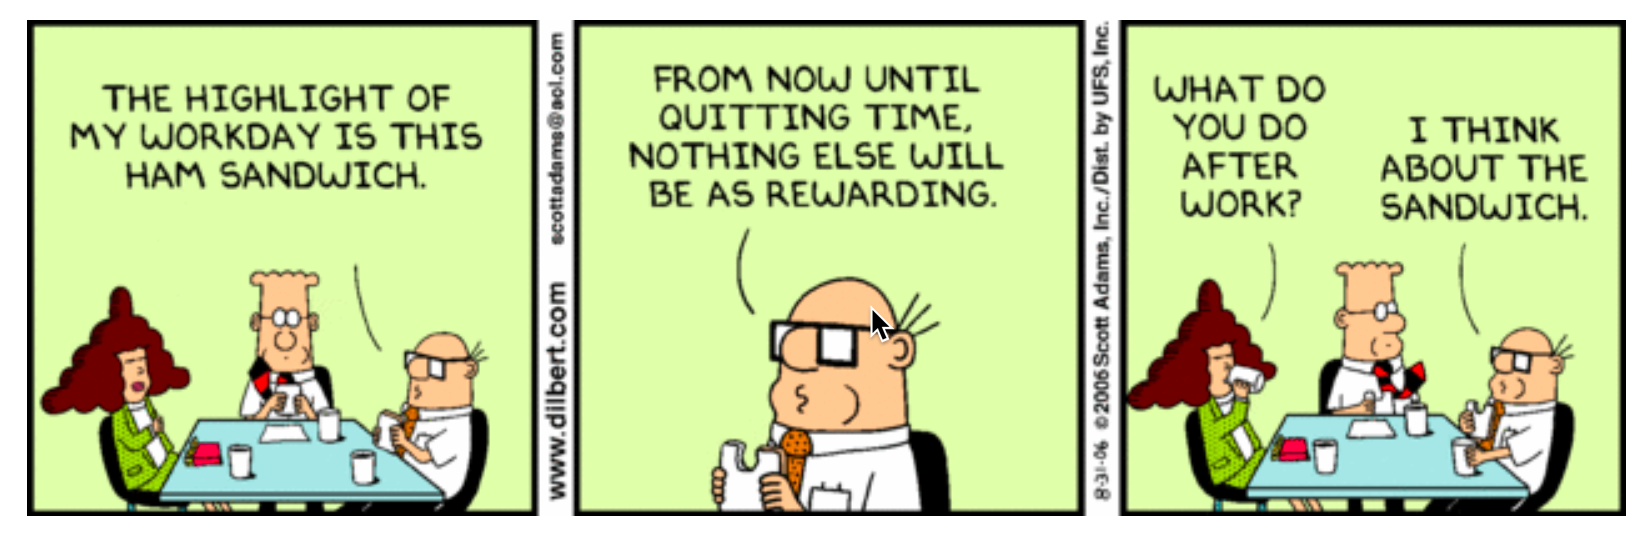 THE HIGHLIGHT OF
MY WORKDAY IS THIS
HAM SANDWICH.
www.dilbert.com scottadams@aol.com
FROM NOW UNTIL
QUITTING TIME,
NOTHING ELSE WILL
BE AS REWARDING.
8-31-06 ©2006 Scott Adams, Inc./Dist. by UFS, Inc.
WHAT DO
YOU DO
AFTER
WORK?
I THINK
ABOUT THE
SANDWICH.